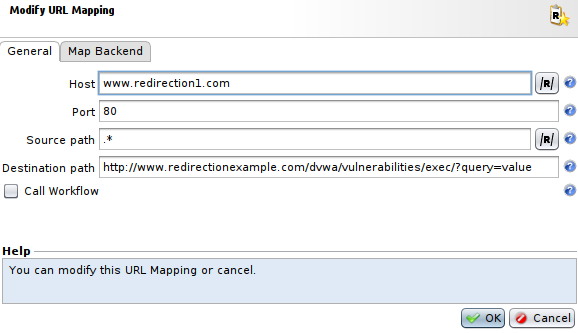 Modify URL Mapping
General
Map Backend
Host
www.redirection1.com
/R/
Port
80
Source path
.*
/R/
Destination path
http://www.redirectionexample.com/dvwa/vulnerabilities/exec/?query=value
Call Workflow
Help
You can modify this URL Mapping or cancel.
OK
Cancel